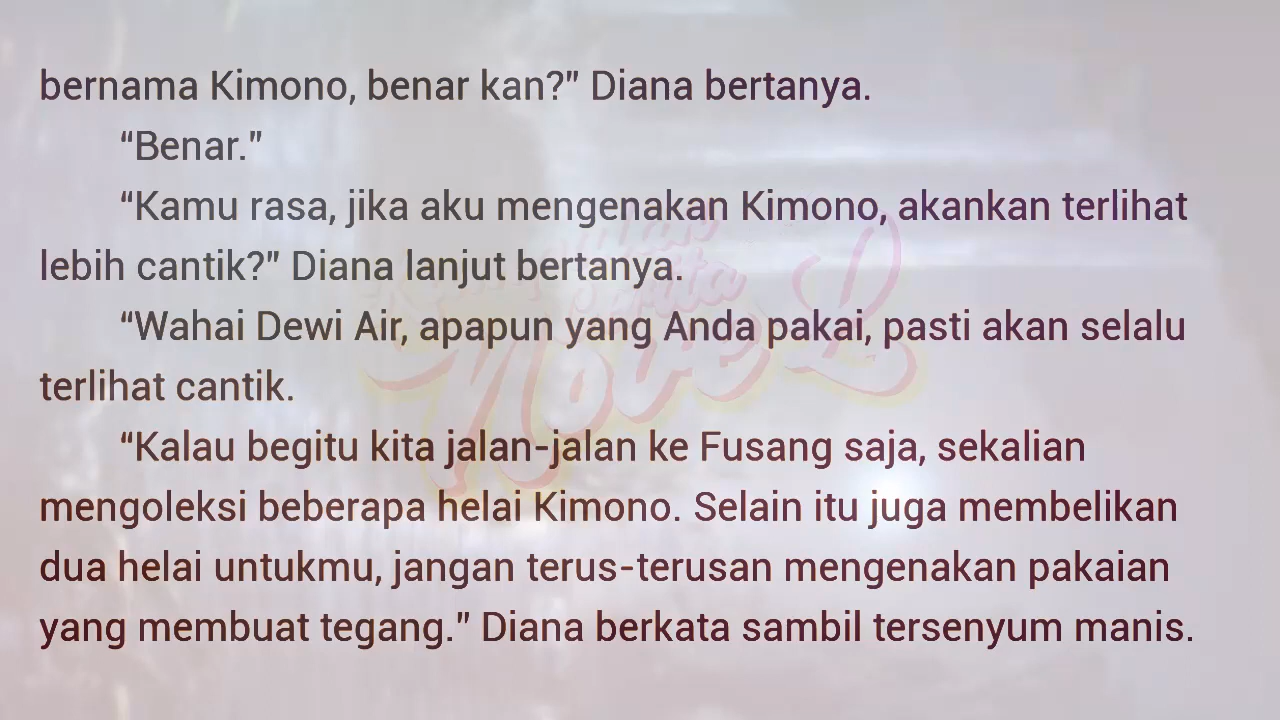 bernama Kimono, benar kan?" Diana bertanya.
“Benar."
“Kamu rasa, jika aku mengenakan Kimono, akankan terlihat
lebih cantik?" Diana lanjut bertanya.
“Wahai Dewi Air, apapun yang Anda pakai, pasti akan selalu
terlihat cantik.
“Kalau begitu kita jalan-jalan ke Fusang saja, sekalian
mengoleksi beberapa helai Kimono. Selain itu juga membelikan
dua helai untukmu, jangan terus-terusan mengenakan pakaian
yang membuat tegang." Diana berkata sambil tersenyum manis.